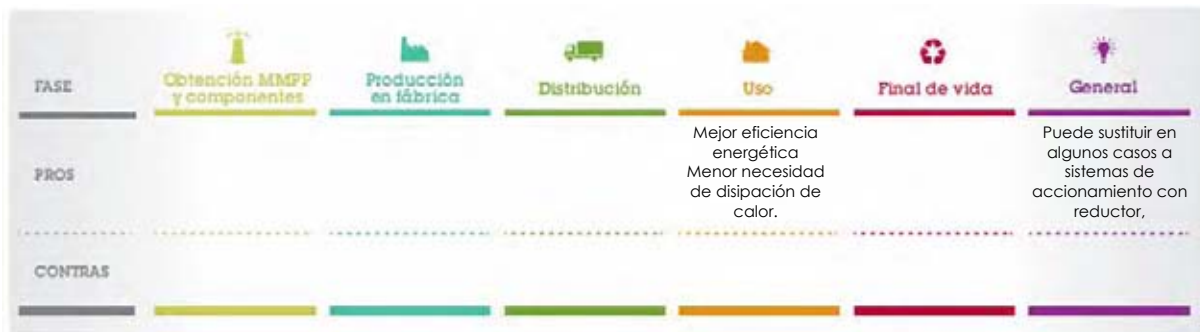 FASE
Obtención MMPP
y componentes
Producción
en fábrica
Distribución
Uso
Final de vida
General
PROS
Mejor eficiencia
energética
Menor necesidad
de disipación de
calor.
Puede sustituir en
algunos casos a
sistemas de
accionamiento con
reductor,
CONTRAS